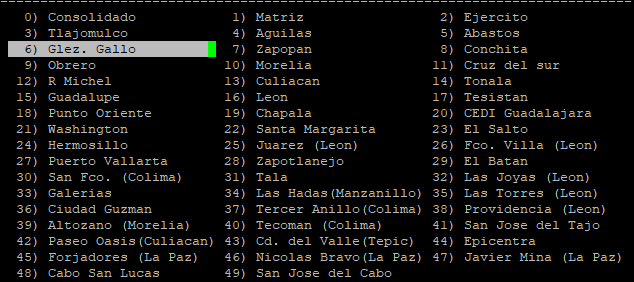 0) Consolidado 1) Matriz 2) Ejercito
3) Tlajomulco 4) Aguilas 5) Abastos
6) Glez. Gallo 7) Zapopan 8) Conchita
9) Obrero 10) Morelia 11) Cruz del sur
12) R Michel 13) Culiacan 14) Tonala
15) Guadalupe 16) Leon 17) Tesistan
18) Punto Oriente 19) Chapala 20) CEDI Guadalajara
21) Washington 22) Santa Margarita 23) El Salto
24) Hermosillo 25) Juarez (Leon) 26) Fco. Villa (Leon)
27) Puerto Vallarta 28) Zapotlanejo 29) El Batan
30) San Fco. (Colima) 31) Tala 32) Las Joyas (Leon)
33) Galerias 34) Las Hadas(Manzanillo) 35) Las Torres (Leon)
36) Ciudad Guzman 37) Tercer Anillo(Colima) 38) Providencia (Leon)
39) Altozano (Morelia) 40) Tecoman (Colima) 41) San Jose del Tajo
42) Paseo Oasis(Culiacan) 43) Cd. del Valle(Tepic) 44) Epicentra
45) Forjadores (La Paz) 46) Nicolas Bravo(La Paz) 47) Javier Mina (La Paz)
48) Cabo San Lucas 49) San Jose del Cabo